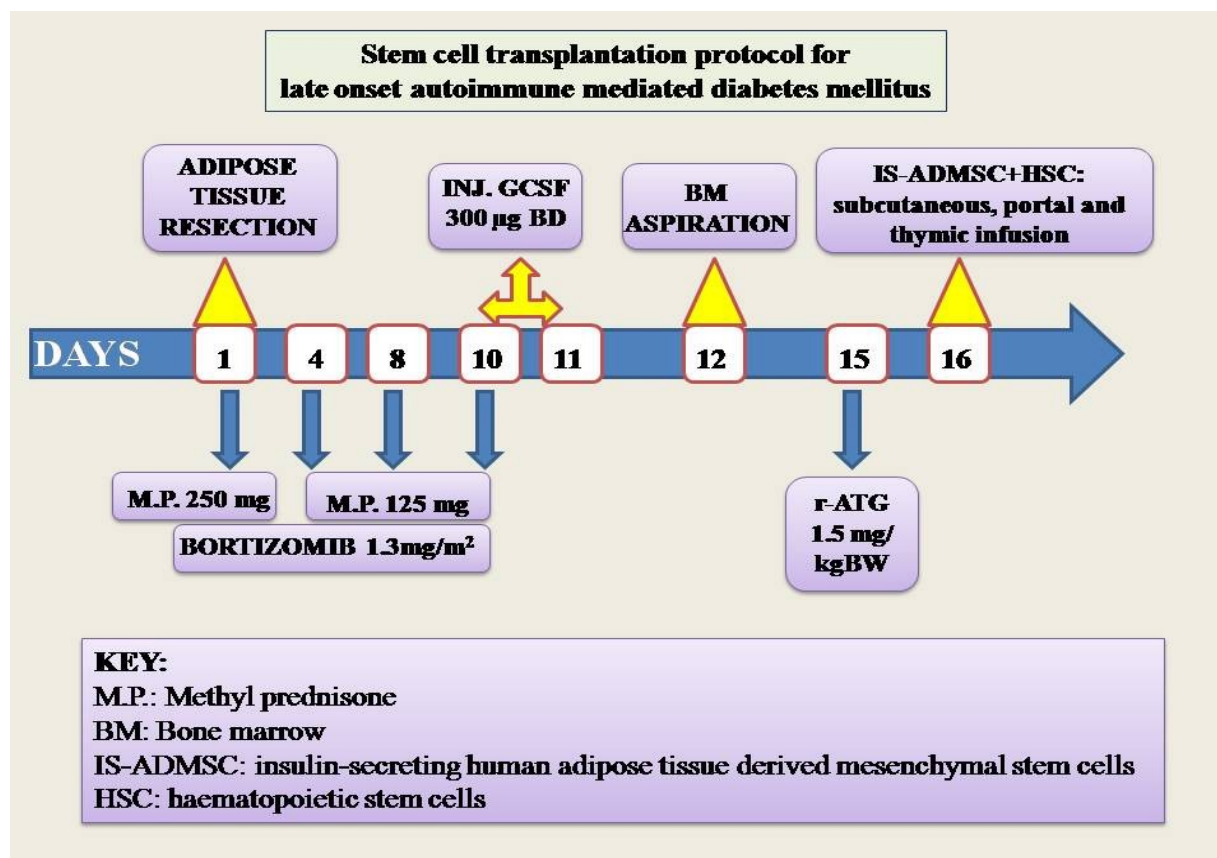 Stem cell transplantation protocol for
late onset autoimmune mediated diabetes mellitus
ADIPOSE
TISSUE
RESECTION
INJ. GCSF
300 µg BD
BM
ASPIRATION
IS-ADMSC+HSC:
subcutaneous, portal and
thymic infusion
DAYS 1 4 8 10 11 12 15 16
M.P. 250 mg
M.P. 125 mg
BORTIZOMIB 1.3mg/m²
r-ATG
1.5 mg/
kgBW
KEY:
M.P.: Methyl prednisone
BM: Bone marrow
IS-ADMSC: insulin-secreting human adipose tissue derived mesenchymal stem cells
HSC: haematopoietic stem cells